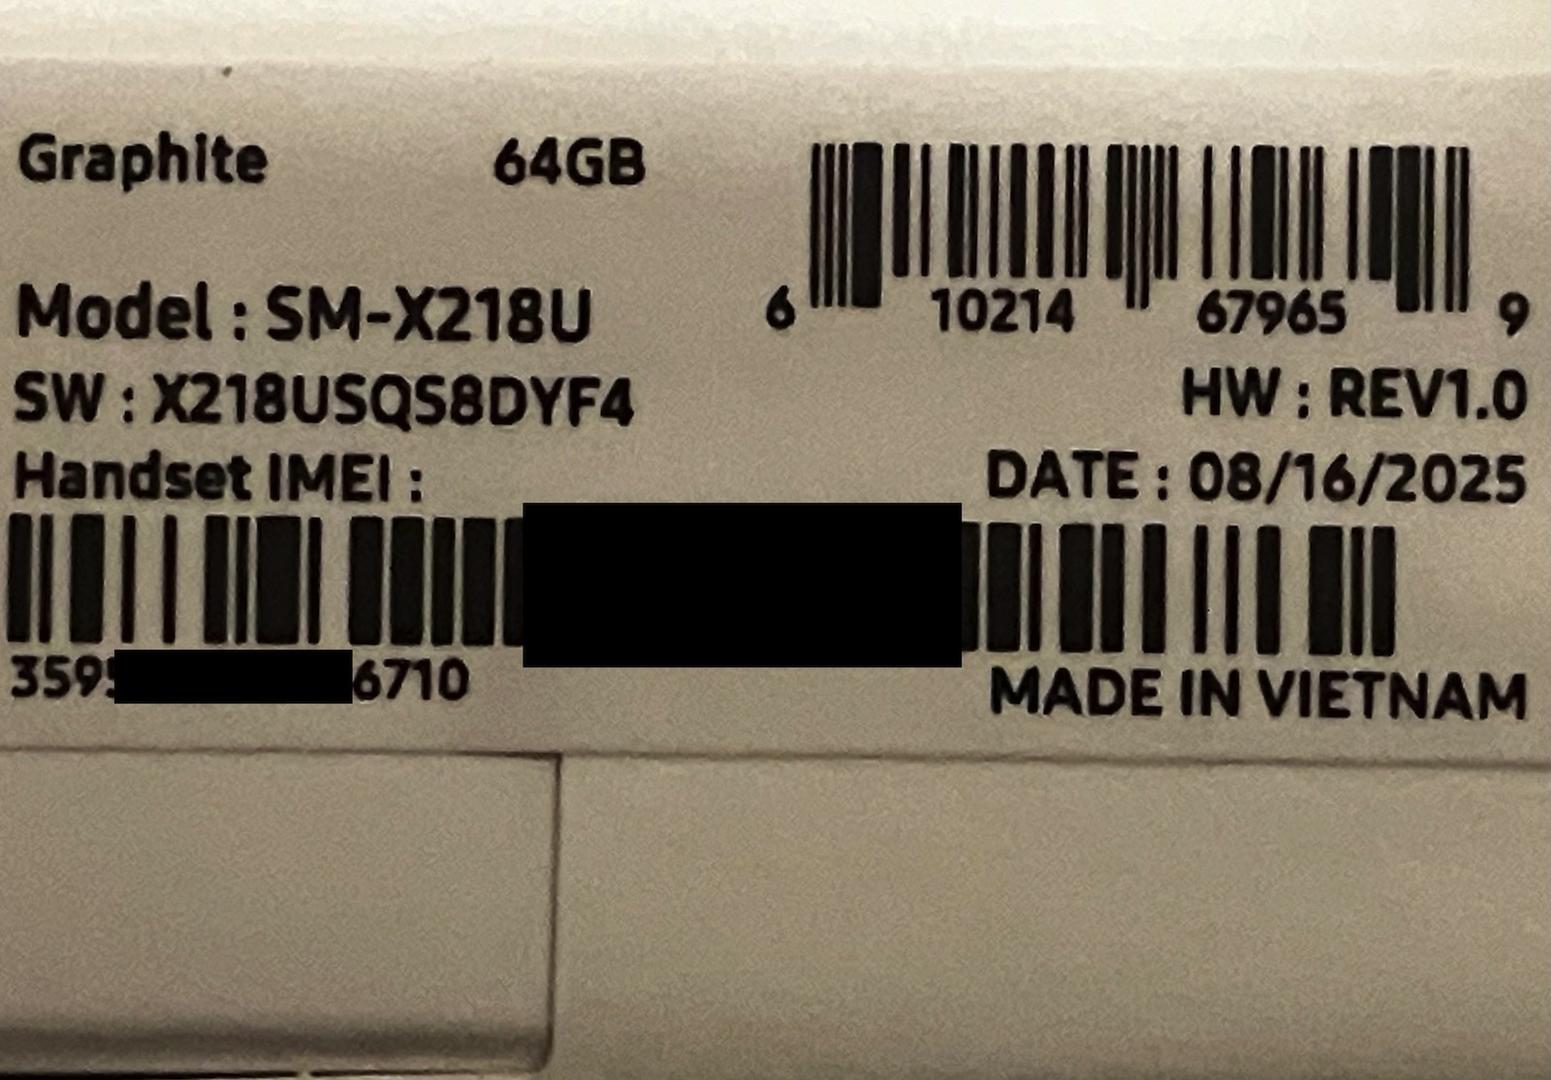 Graphite 64GB
6 10214 67965 9
Model : SM-X218U
SW : X218USQS8DYF4
HW : REV1.0
Handset IMEI :
DATE : 08/16/2025
359 6710
MADE IN VIETNAM